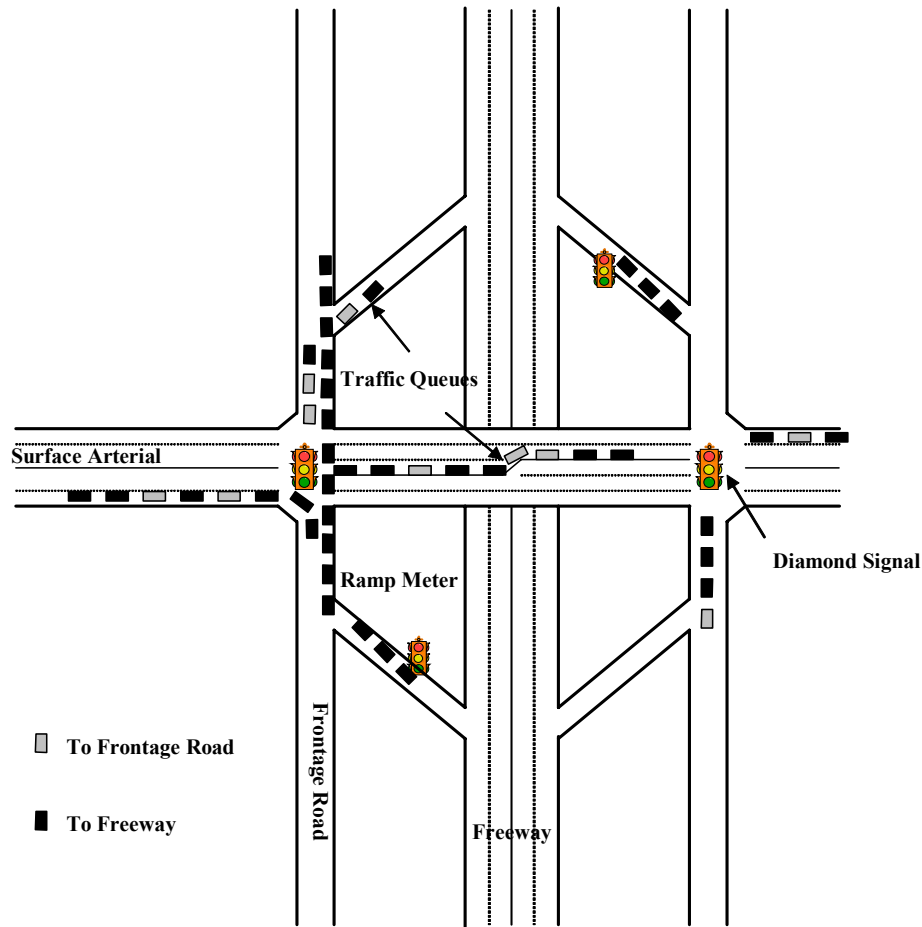 Traffic Queues
Surface Arterial
Diamond Signal
Ramp Meter
Frontage Road
To Frontage Road
To Freeway
Freeway